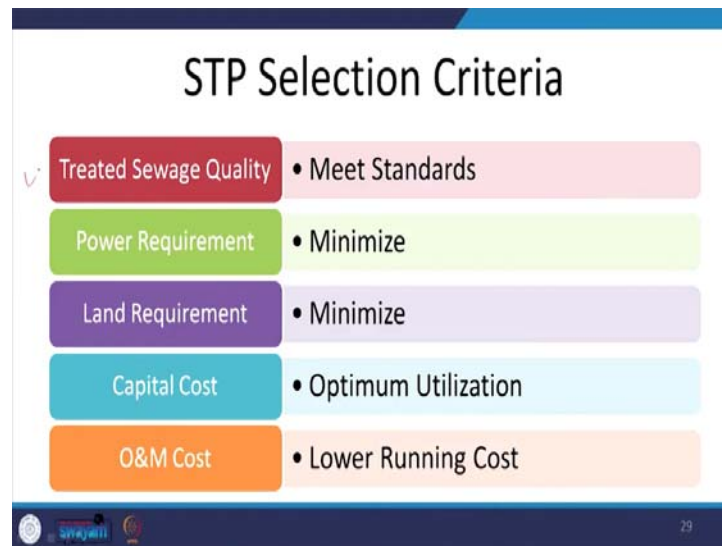 STP Selection Criteria
Treated Sewage Quality • Meet Standards
Power Requirement • Minimize
Land Requirement • Minimize
Capital Cost • Optimum Utilization
O&M Cost • Lower Running Cost
swayam 29